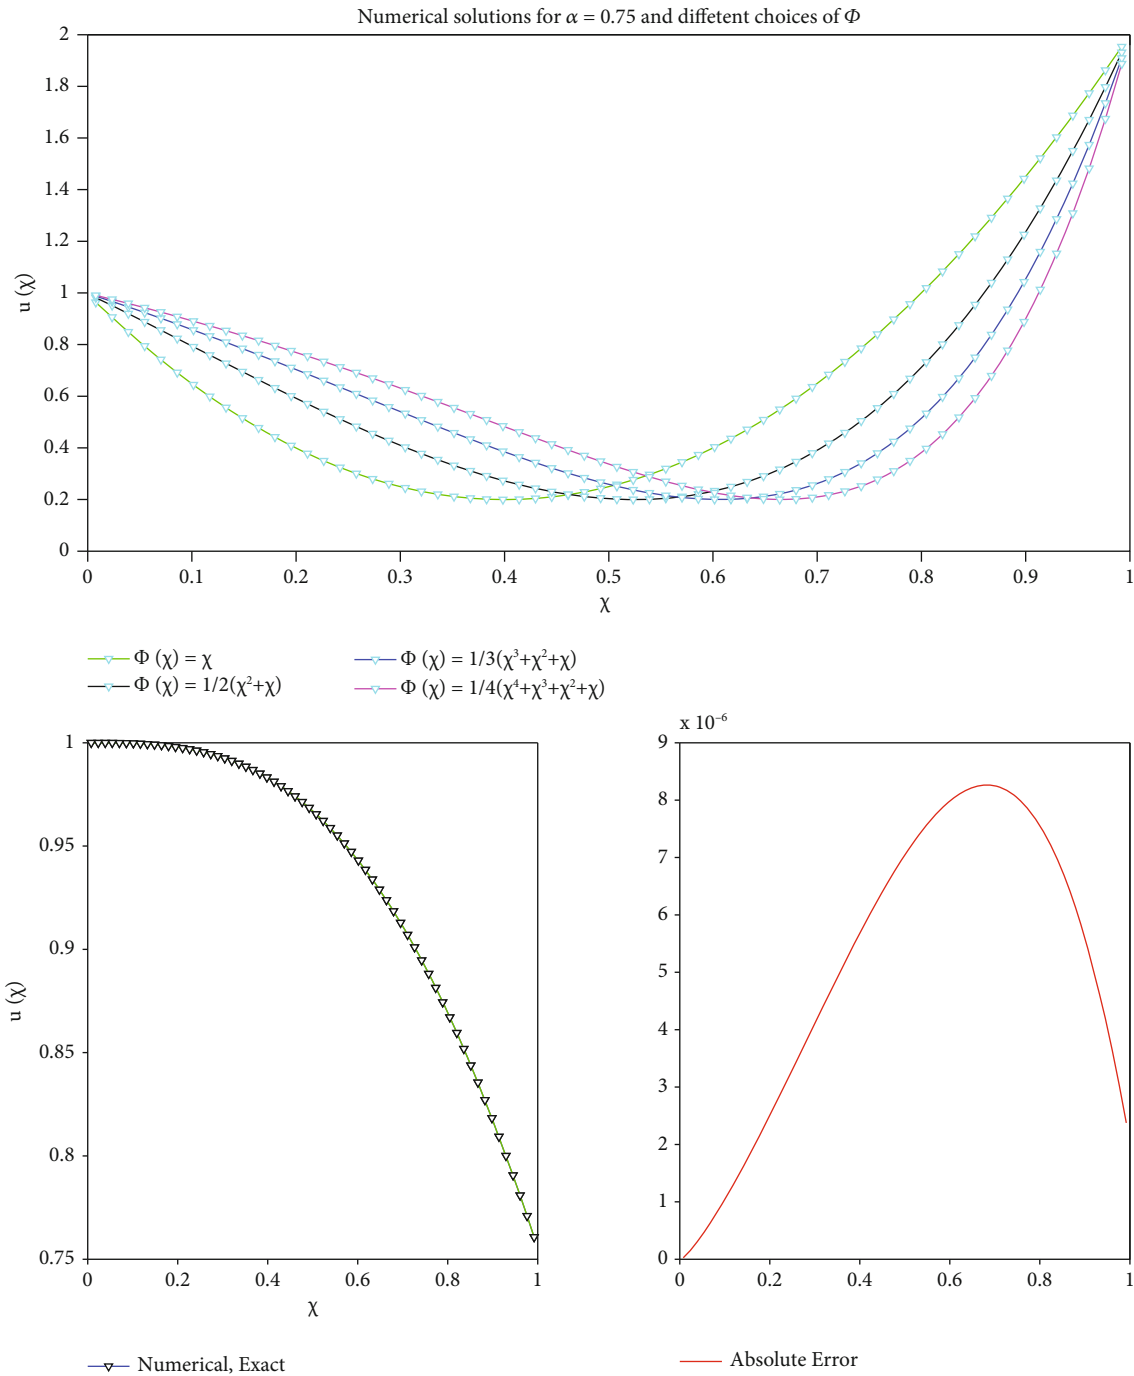 Numerical solutions for α = 0.75 and diffetent choices of Φ
2
1.8
1.6
1.4
1.2
1
0.8
0.6
0.4
0.2
0
u (χ)
0 0.1 0.2 0.3 0.4 0.5 0.6 0.7 0.8 0.9 1
χ
Φ (χ) = χ
Φ (χ) = 1/2(χ²+χ)
Φ (χ) = 1/3(χ³+χ²+χ)
Φ (χ) = 1/4(χ⁴+χ³+χ²+χ)
1
0.95
0.9
0.85
0.8
0.75
u (χ)
0 0.2 0.4 0.6 0.8 1
χ
Numerical, Exact
x 10⁻⁶
9
8
7
6
5
4
3
2
1
0
0 0.2 0.4 0.6 0.8 1
Absolute Error